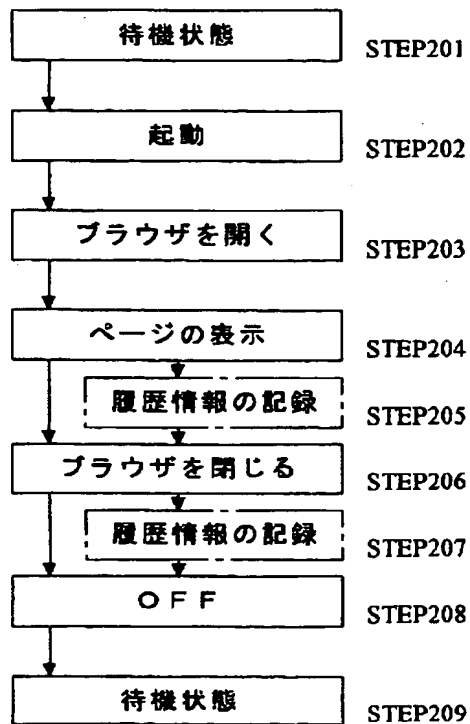 待機状態 STEP201
起動 STEP202
ブラウザを開く STEP203
ページの表示 STEP204
履歴情報の記録 STEP205
ブラウザを閉じる STEP206
履歴情報の記録 STEP207
OFF STEP208
待機状態 STEP209